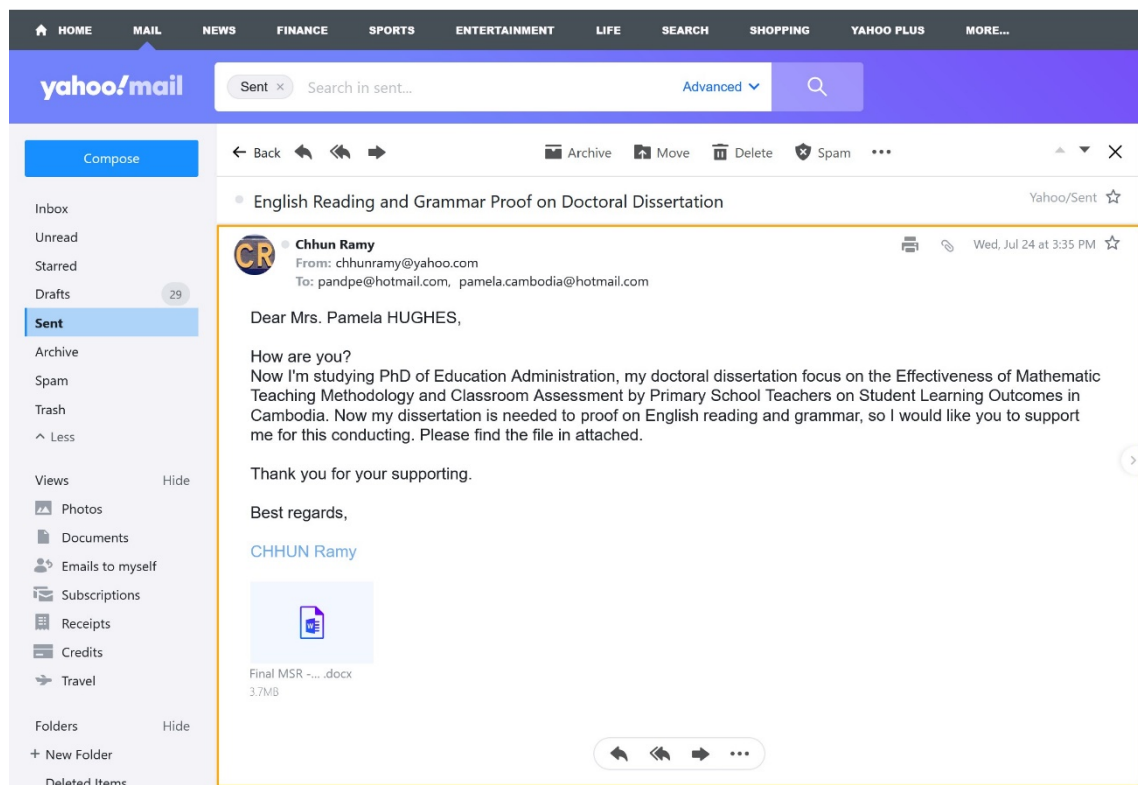 HOME MAIL NEWS FINANCE SPORTS ENTERTAINMENT LIFE SEARCH SHOPPING YAHOO PLUS MORE...
yahoo!mail Sent × Search in sent... Advanced
Compose
Back Archive Move Delete Spam
English Reading and Grammar Proof on Doctoral Dissertation Yahoo/Sent
Inbox
Unread
Starred
Drafts 29
Sent
Archive
Spam
Trash
Less
Views Hide
Photos
Documents
Emails to myself
Subscriptions
Receipts
Credits
Travel
Folders Hide
+ New Folder
Deleted Items
CR
Chhun Ramy Wed, Jul 24 at 3:35 PM
From: chhunramy@yahoo.com
To: pandpe@hotmail.com, pamela.cambodia@hotmail.com
Dear Mrs. Pamela HUGHES,
How are you?
Now I'm studying PhD of Education Administration, my doctoral dissertation focus on the Effectiveness of Mathematic
Teaching Methodology and Classroom Assessment by Primary School Teachers on Student Learning Outcomes in
Cambodia. Now my dissertation is needed to proof on English reading and grammar, so I would like you to support
me for this conducting. Please find the file in attached.
Thank you for your supporting.
Best regards,
CHHUN Ramy
W
Final MSR -... .docx
3.7MB